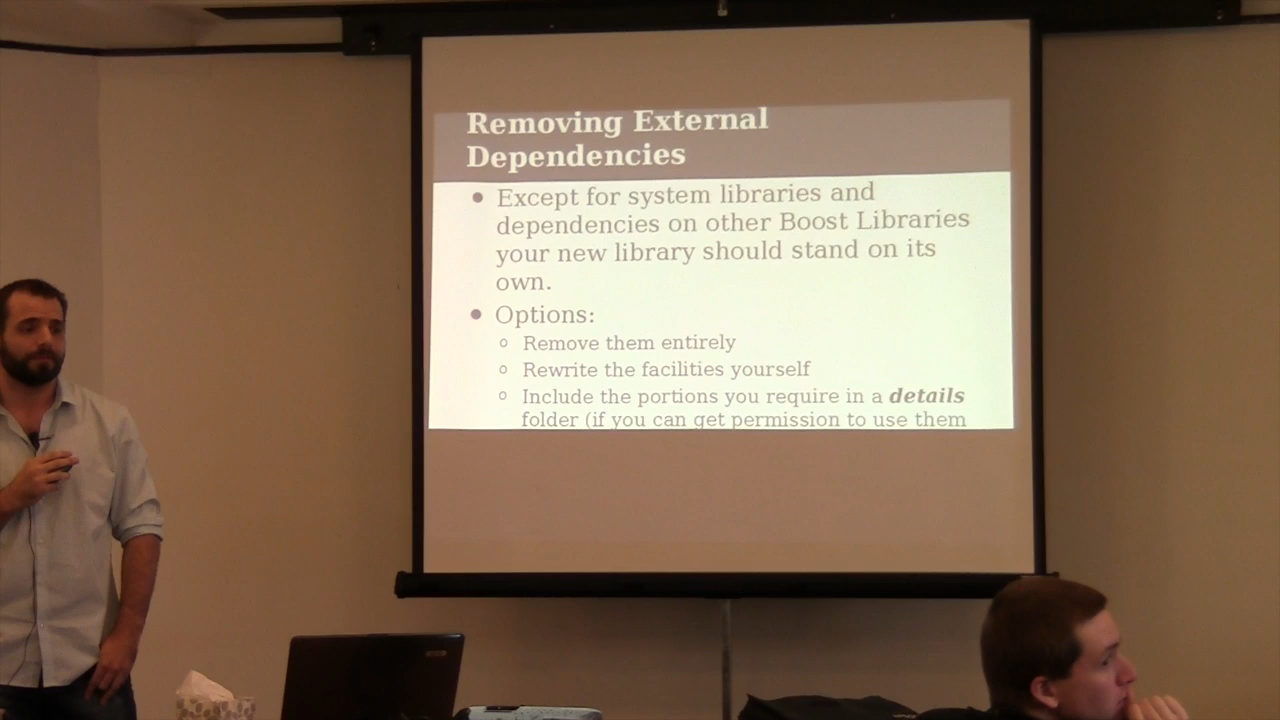 Removing External
Dependencies
● Except for system libraries and
dependencies on other Boost Libraries
your new library should stand on its
own.
● Options:
○ Remove them entirely
○ Rewrite the facilities yourself
○ Include the portions you require in a details
folder (if you can get permission to use them